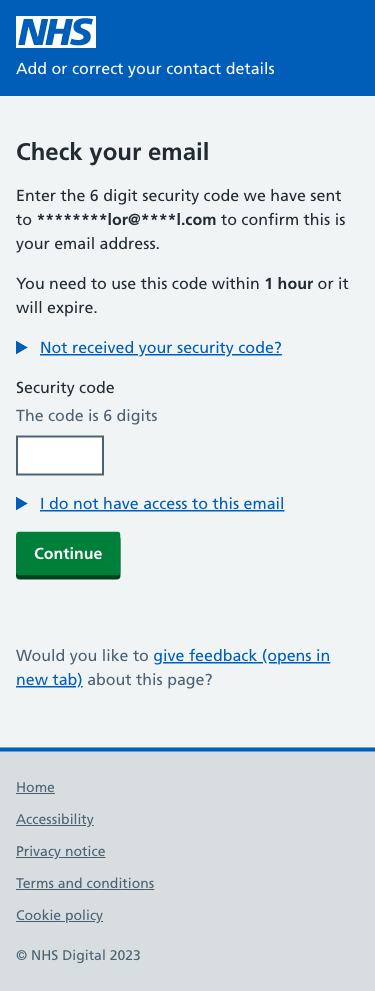 NHS
Add or correct your contact details
Check your email
Enter the 6 digit security code we have sent
to ********lor@****l.com to confirm this is
your email address.
You need to use this code within 1 hour or it
will expire.
Not received your security code?
Security code
The code is 6 digits
I do not have access to this email
Continue
Would you like to give feedback (opens in
new tab) about this page?
Home
Accessibility
Privacy notice
Terms and conditions
Cookie policy
© NHS Digital 2023